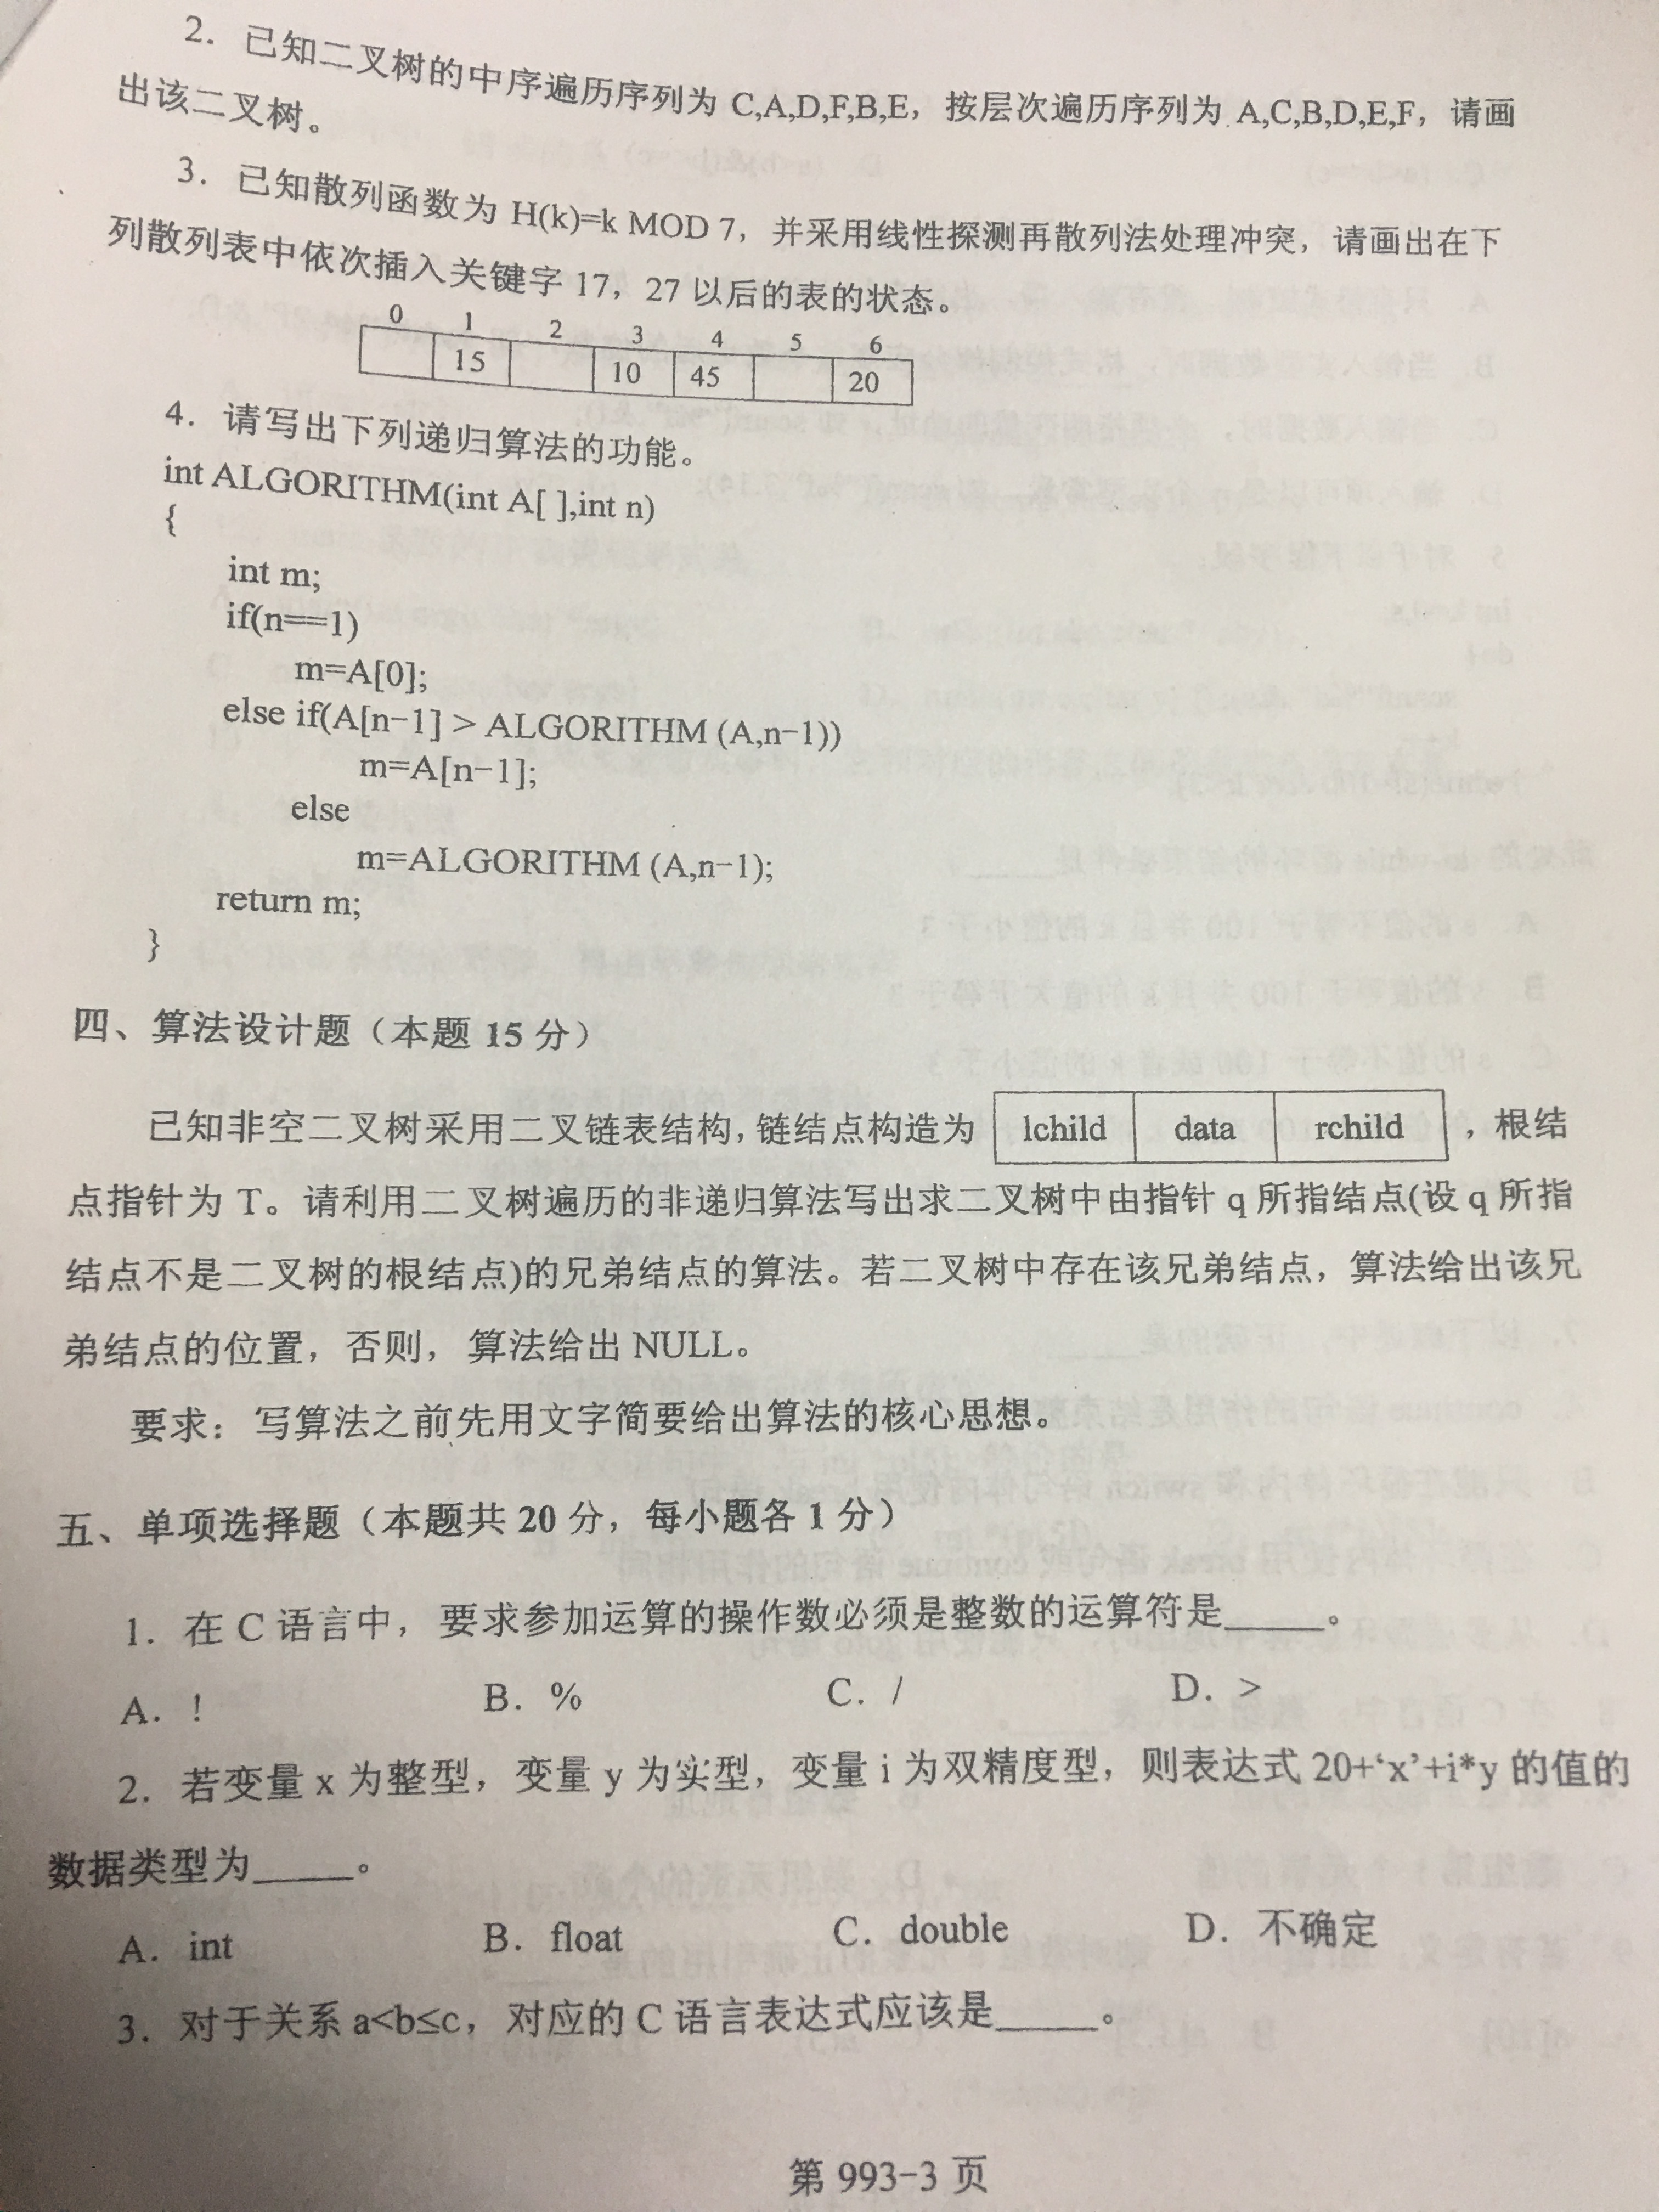 2. 已知二叉树的中序遍历序列为 C,A,D,F,B,E，按层次遍历序列为 A,C,B,D,E,F，请画
出该二叉树。
3. 已知散列函数为 H(k)=k MOD 7，并采用线性探测再散列法处理冲突，请画出在下
列散列表中依次插入关键字 17，27 以后的表的状态。
0 1 2 3 4 5 6
15 10 45 20
4. 请写出下列递归算法的功能。
int ALGORITHM(int A[ ],int n)
{
int m;
if(n==1)
m=A[0];
else if(A[n-1] > ALGORITHM (A,n-1))
m=A[n-1];
else
m=ALGORITHM (A,n-1);
return m;
}
四、算法设计题（本题 15 分）
已知非空二叉树采用二叉链表结构，链结点构造为 lchild data rchild ，根结
点指针为 T。请利用二叉树遍历的非递归算法写出求二叉树中由指针 q 所指结点(设 q 所指
结点不是二叉树的根结点)的兄弟结点的算法。若二叉树中存在该兄弟结点，算法给出该兄
弟结点的位置，否则，算法给出 NULL。
要求：写算法之前先用文字简要给出算法的核心思想。
五、单项选择题（本题共 20 分，每小题各 1 分）
1. 在 C 语言中，要求参加运算的操作数必须是整数的运算符是_____。
A. ! B. % C. / D. >
2. 若变量 x 为整型，变量 y 为实型，变量 i 为双精度型，则表达式 20+‘x’+i*y 的值的
数据类型为_____。
A. int B. float C. double D. 不确定
3. 对于关系 a<b≤c，对应的 C 语言表达式应该是_____。
第 993-3 页